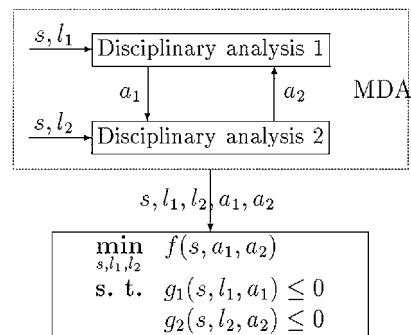 s, l₁
Disciplinary analysis 1
a₁ a₂ MDA
s, l₂
Disciplinary analysis 2
s, l₁, l₂, a₁, a₂
min f(s, a₁, a₂)
s,l₁,l₂
s. t. g₁(s, l₁, a₁) ≤ 0
g₂(s, l₂, a₂) ≤ 0